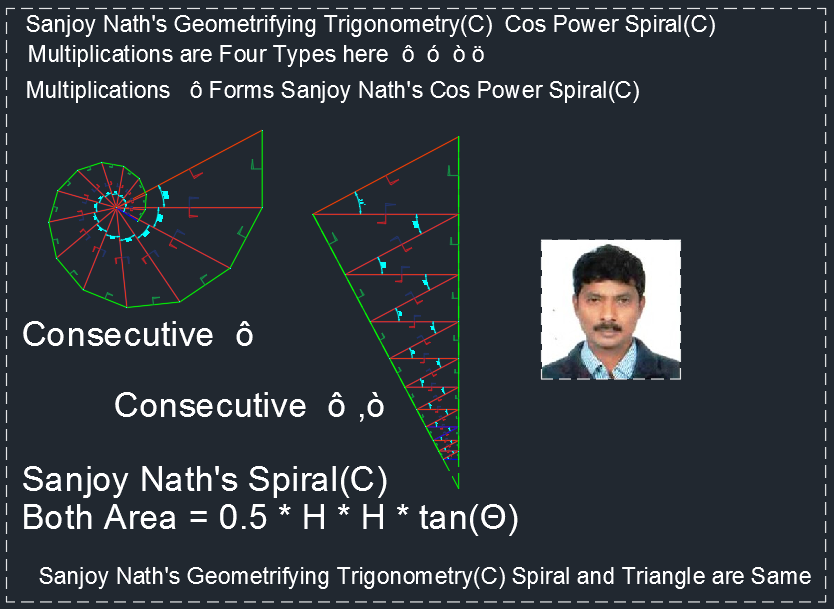 Sanjoy Nath's Geometrifying Trigonometry(C) Cos Power Spiral(C)
Multiplications are Four Types here ô ó ò ö
Multiplications ô Forms Sanjoy Nath's Cos Power Spiral(C)
Consecutive ô
Consecutive ô ,ò
Sanjoy Nath's Spiral(C)
Both Area = 0.5 * H * H * tan(Θ)
Sanjoy Nath's Geometrifying Trigonometry(C) Spiral and Triangle are Same